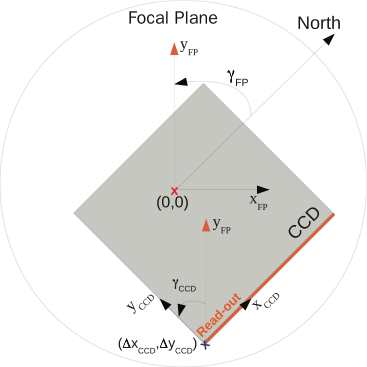 Focal Plane
North
y_FP
γ_FP
x_FP
(0,0)
y_FP
CCD
γ_CCD
y_CCD
x_CCD
Read-out
(Δx_CCD,Δy_CCD)